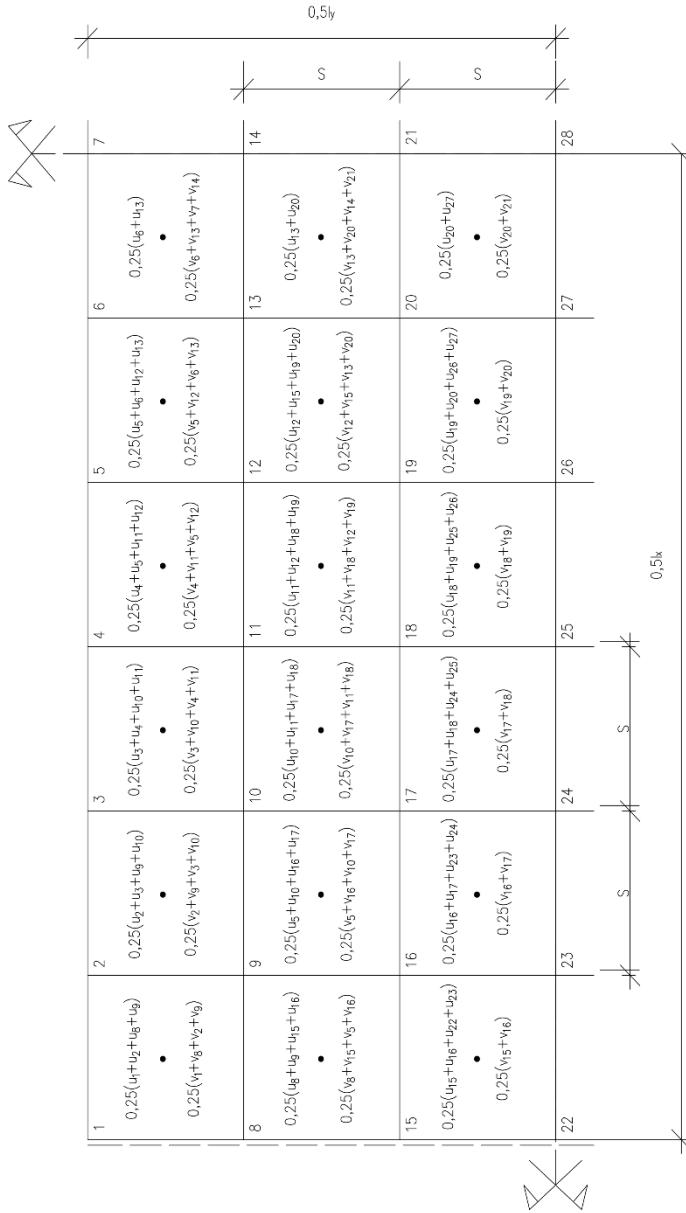 1 2 3 4 5 6 7
0,25(u₁+u₂+u₈+u₉) 0,25(u₂+u₃+u₉+u₁₀) 0,25(u₃+u₄+u₁₀+u₁₁) 0,25(u₄+u₅+u₁₁+u₁₂) 0,25(u₅+u₆+u₁₂+u₁₃) 0,25(u₆+u₁₃)
0,25(v₁+v₈+v₂+v₉) 0,25(v₂+v₉+v₃+v₁₀) 0,25(v₃+v₁₀+v₄+v₁₁) 0,25(v₄+v₁₁+v₅+v₁₂) 0,25(v₅+v₁₂+v₆+v₁₃) 0,25(v₆+v₁₃+v₇+v₁₄)
8 9 10 11 12 13 14
0,25(u₈+u₉+u₁₅+u₁₆) 0,25(u₅+u₁₀+u₁₆+u₁₇) 0,25(u₁₀+u₁₁+u₁₇+u₁₈) 0,25(u₁₁+u₁₂+u₁₈+u₁₉) 0,25(u₁₂+u₁₅+u₁₉+u₂₀) 0,25(u₁₃+u₂₀)
0,25(v₈+v₁₅+v₅+v₁₆) 0,25(v₅+v₁₆+v₁₀+v₁₇) 0,25(v₁₀+v₁₇+v₁₁+v₁₈) 0,25(v₁₁+v₁₈+v₁₂+v₁₉) 0,25(v₁₂+v₁₅+v₁₃+v₂₀) 0,25(v₁₃+v₂₀+v₁₄+v₂₁)
15 16 17 18 19 20 21
0,25(u₁₅+u₁₆+u₂₂+u₂₃) 0,25(u₁₆+u₁₇+u₂₃+u₂₄) 0,25(u₁₇+u₁₈+u₂₄+u₂₅) 0,25(u₁₈+u₁₉+u₂₅+u₂₆) 0,25(u₁₉+u₂₀+u₂₆+u₂₇) 0,25(u₂₀+u₂₇)
0,25(v₁₅+v₁₆) 0,25(v₁₆+v₁₇) 0,25(v₁₇+v₁₈) 0,25(v₁₈+v₁₉) 0,25(v₁₉+v₂₀) 0,25(v₂₀+v₂₁)
22 23 24 25 26 27 28
S S
0,5lx
S
S
0,5ly